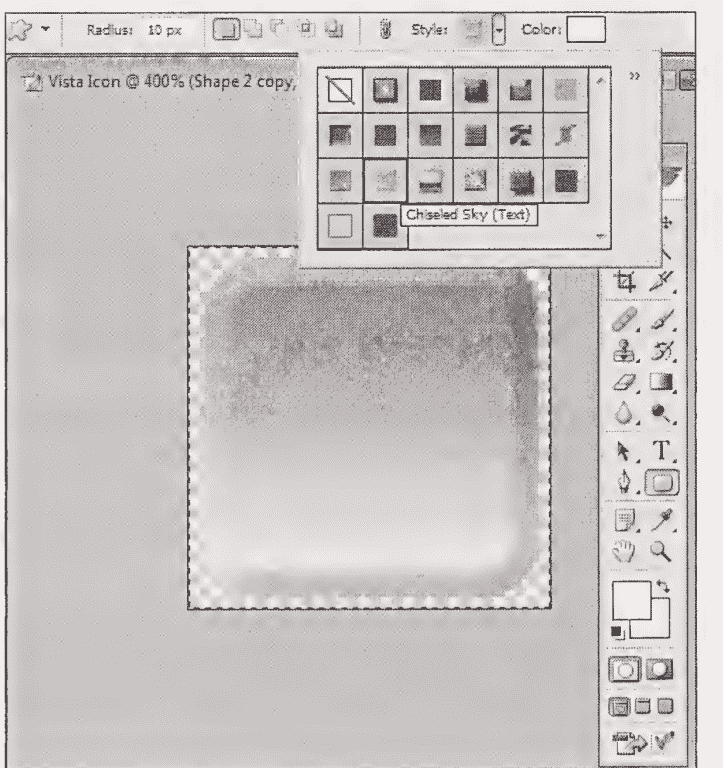 Radius: 10 px Style: Color:
Vista Icon @ 400% (Shape 2 copy,
Chiseled Sky (Text)
T